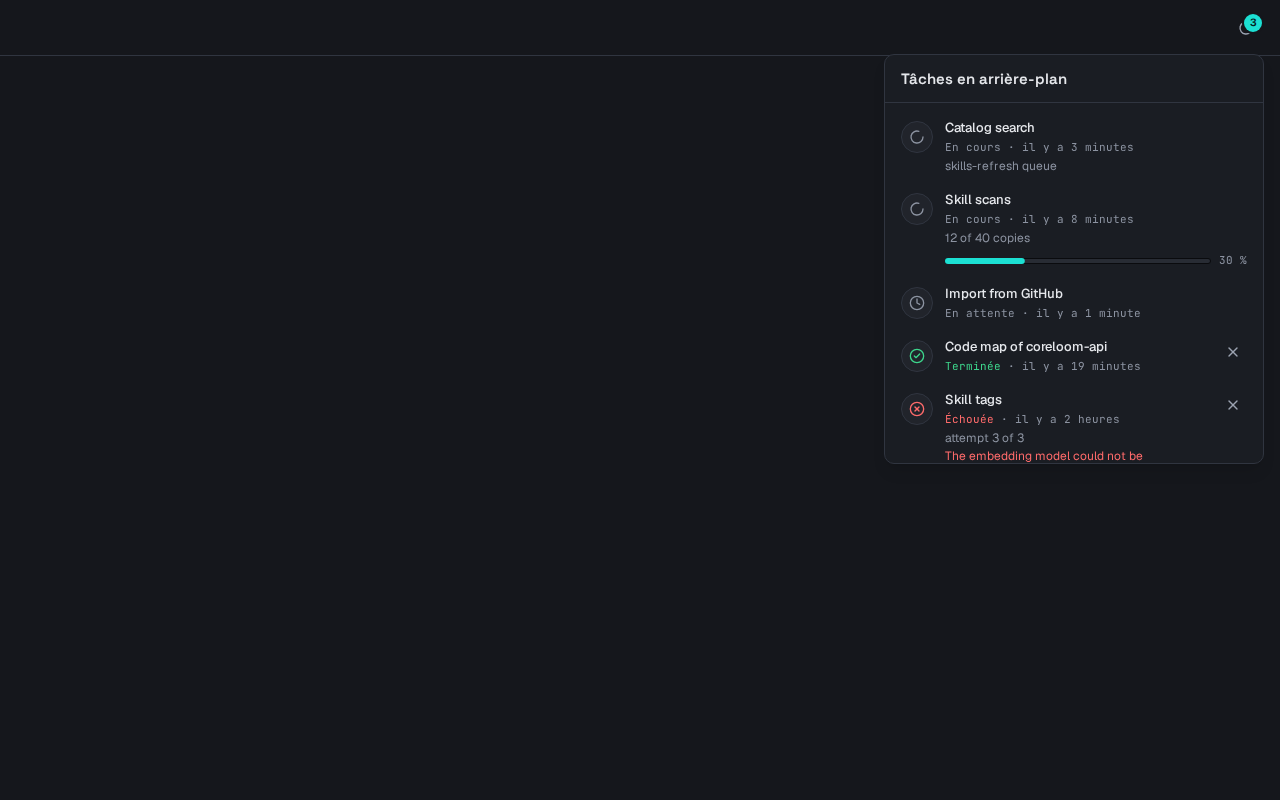 3
Tâches en arrière-plan
Catalog search
En cours · il y a 3 minutes
skills-refresh queue
Skill scans
En cours · il y a 8 minutes
12 of 40 copies
30 %
Import from GitHub
En attente · il y a 1 minute
Code map of coreloom-api
Terminée · il y a 19 minutes
Skill tags
Échouée · il y a 2 heures
attempt 3 of 3
The embedding model could not be